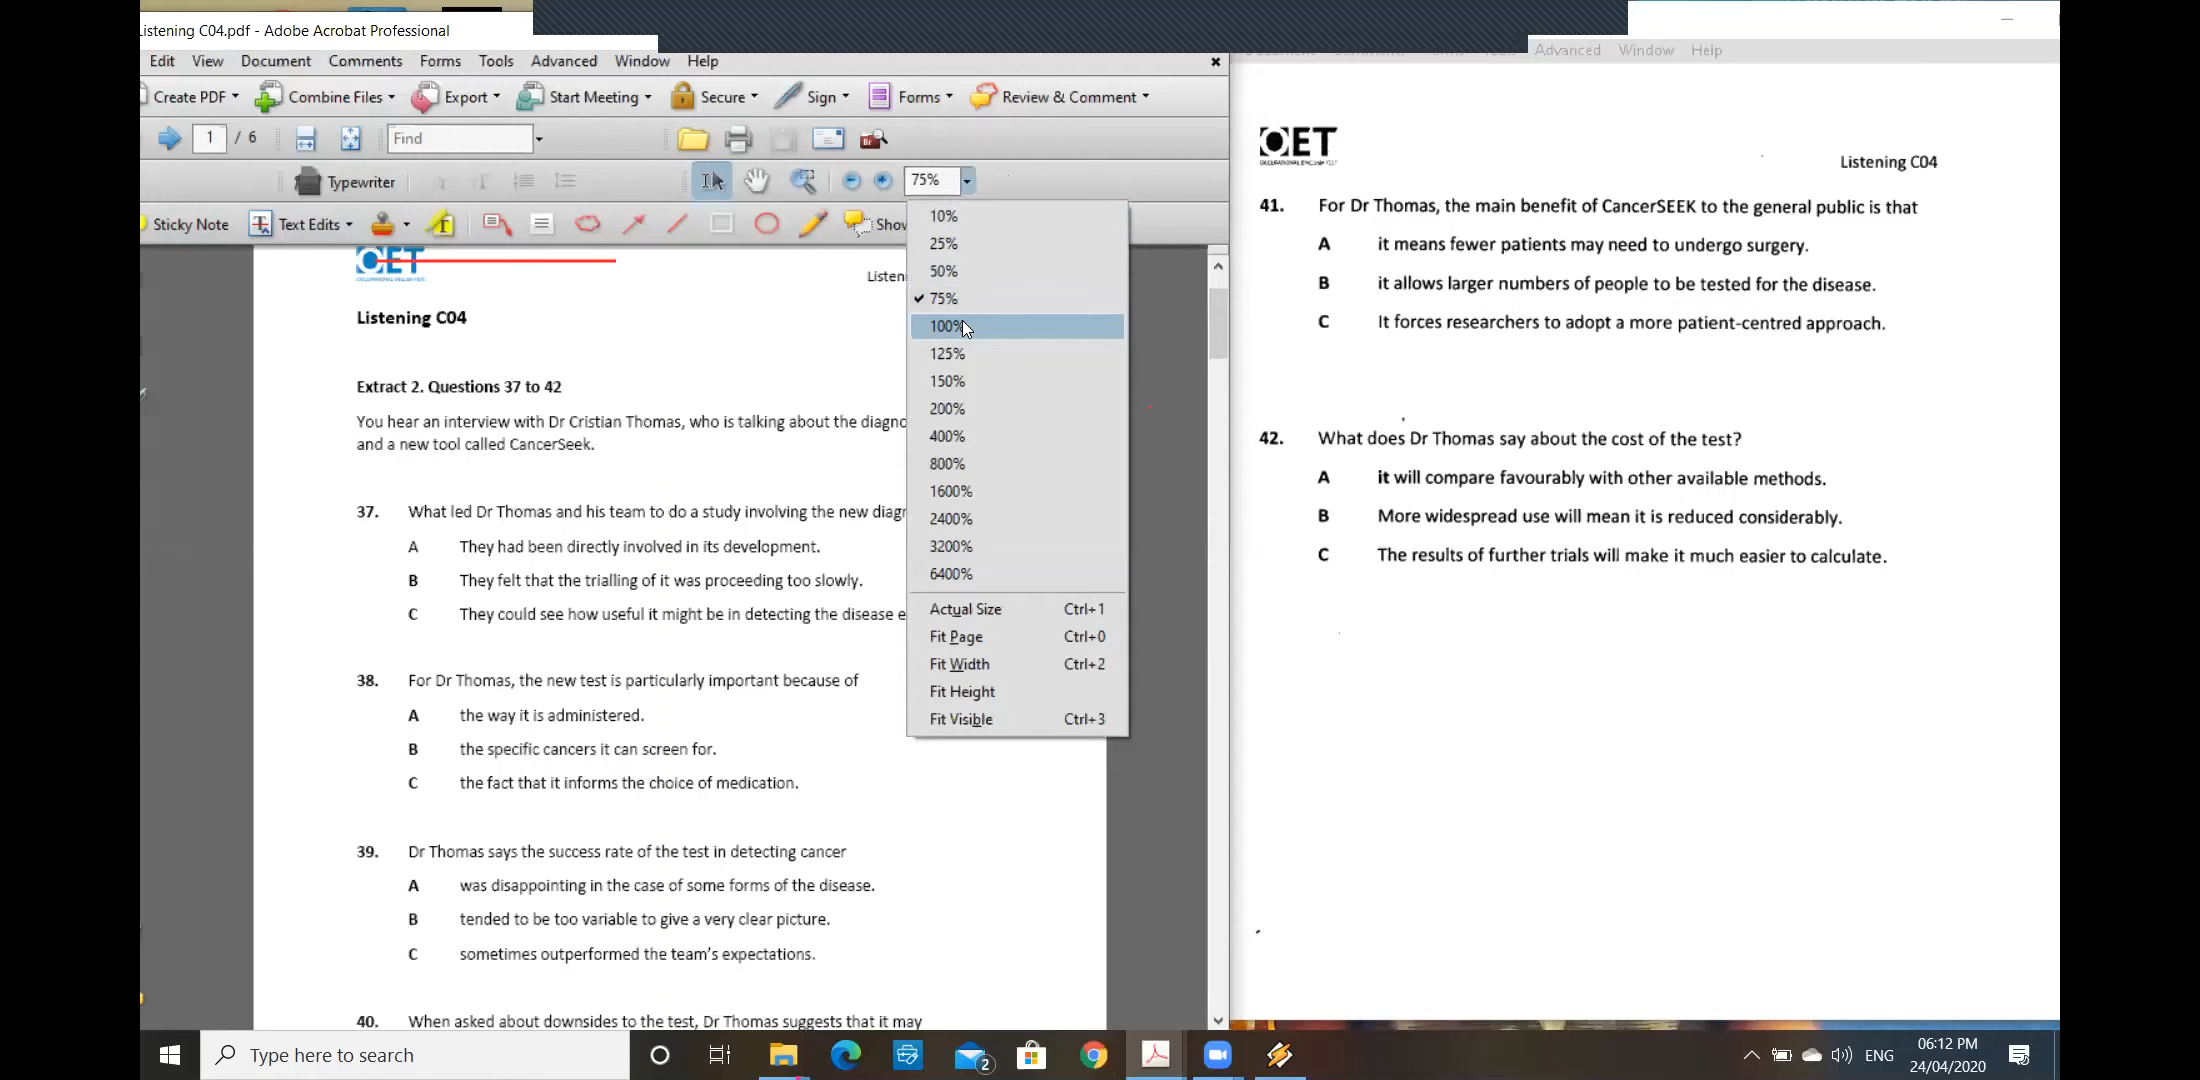 Listening C04.pdf - Adobe Acrobat Professional
Edit View Document Comments Forms Tools Advanced Window Help
Create PDF Combine Files Export Start Meeting Secure Sign Forms Review & Comment
1 / 6 Find
Typewriter 75%
Sticky Note Text Edits Show
10%
25%
50%
75%
100%
125%
150%
200%
400%
800%
1600%
2400%
3200%
6400%
Actual Size Ctrl+1
Fit Page Ctrl+0
Fit Width Ctrl+2
Fit Height
Fit Visible Ctrl+3
OET
OCCUPATIONAL ENGLISH TEST
Listen
Listening C04
Extract 2. Questions 37 to 42
You hear an interview with Dr Cristian Thomas, who is talking about the diagno
and a new tool called CancerSeek.
37. What led Dr Thomas and his team to do a study involving the new diagn
A They had been directly involved in its development.
B They felt that the trialling of it was proceeding too slowly.
C They could see how useful it might be in detecting the disease e
38. For Dr Thomas, the new test is particularly important because of
A the way it is administered.
B the specific cancers it can screen for.
C the fact that it informs the choice of medication.
39. Dr Thomas says the success rate of the test in detecting cancer
A was disappointing in the case of some forms of the disease.
B tended to be too variable to give a very clear picture.
C sometimes outperformed the team's expectations.
40. When asked about downsides to the test, Dr Thomas suggests that it may
Advanced Window Help
OET
OCCUPATIONAL ENGLISH TEST
Listening C04
41. For Dr Thomas, the main benefit of CancerSEEK to the general public is that
A it means fewer patients may need to undergo surgery.
B it allows larger numbers of people to be tested for the disease.
C It forces researchers to adopt a more patient-centred approach.
42. What does Dr Thomas say about the cost of the test?
A it will compare favourably with other available methods.
B More widespread use will mean it is reduced considerably.
C The results of further trials will make it much easier to calculate.
Type here to search
2
ENG
06:12 PM
24/04/2020